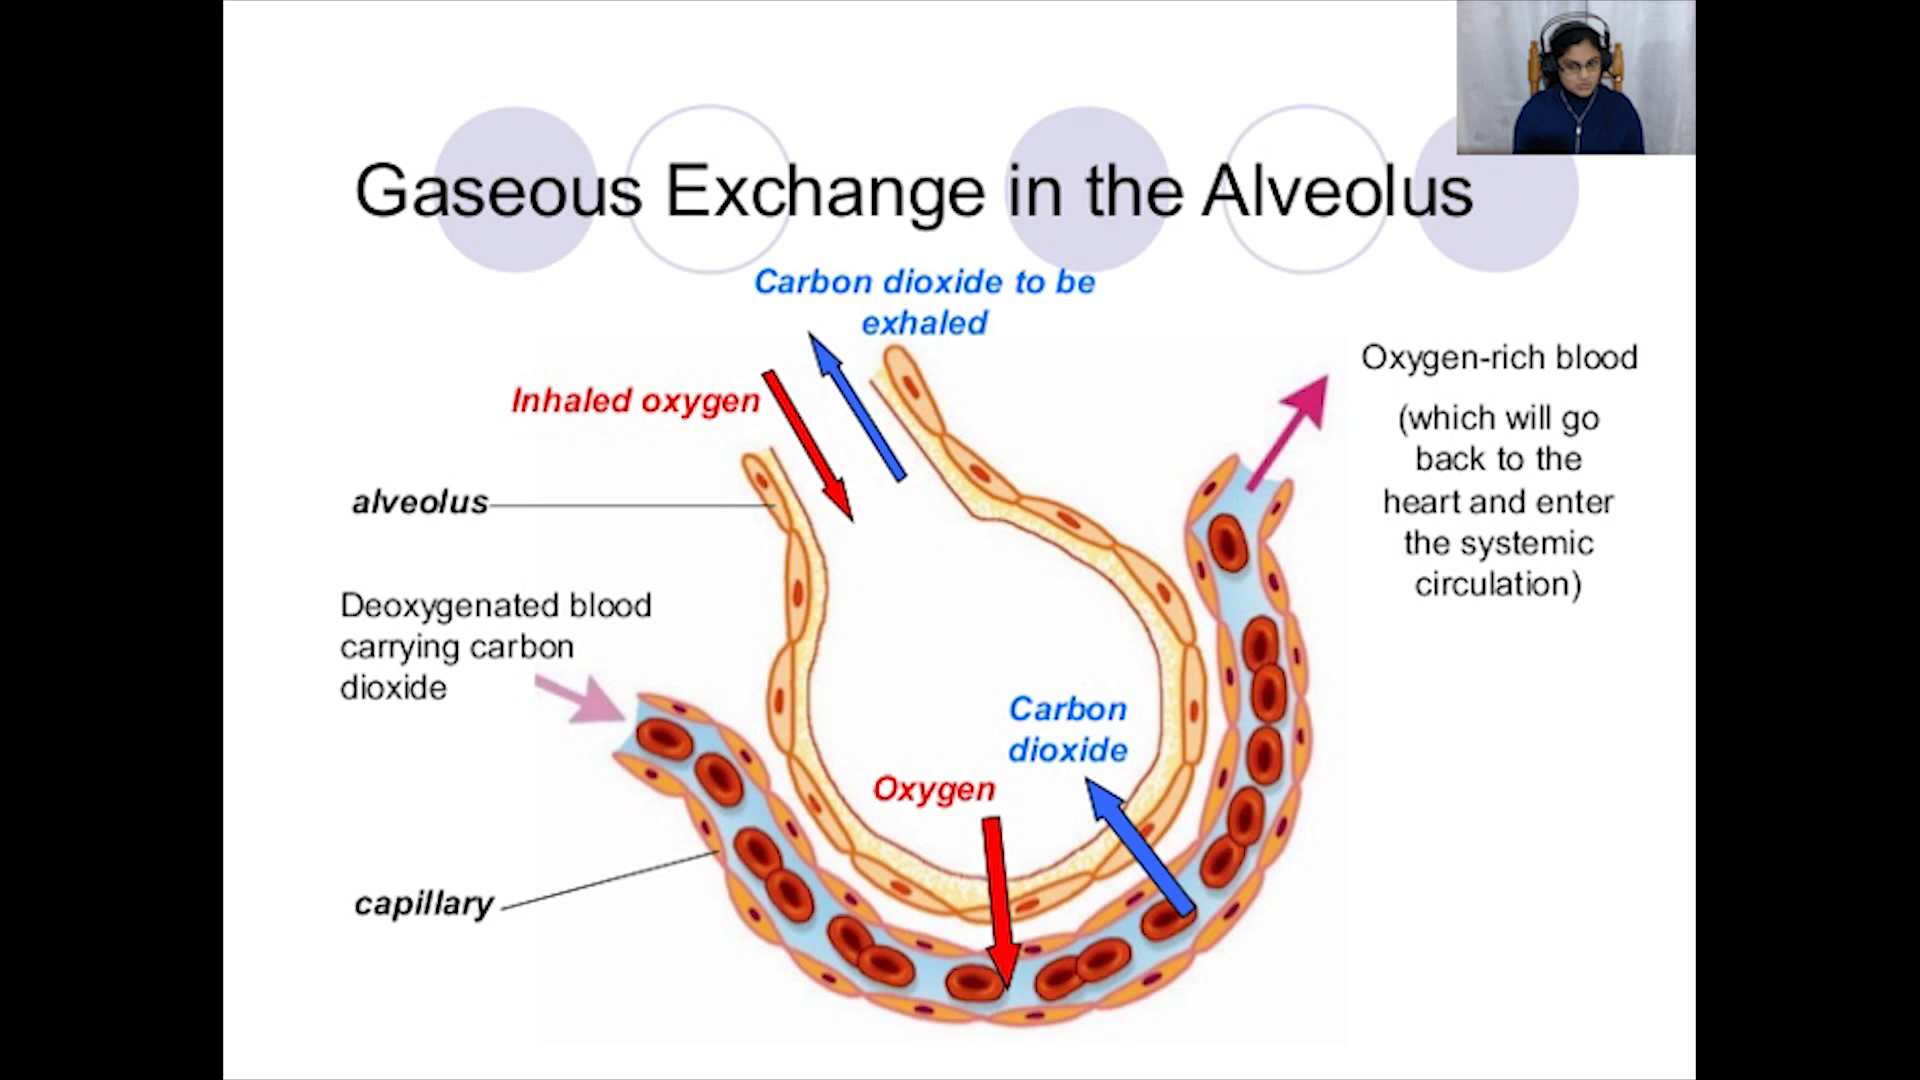 Gaseous Exchange in the Alveolus
Carbon dioxide to be
exhaled
Inhaled oxygen
Oxygen-rich blood
(which will go
back to the
heart and enter
the systemic
circulation)
alveolus
Deoxygenated blood
carrying carbon
dioxide
Carbon
dioxide
Oxygen
capillary